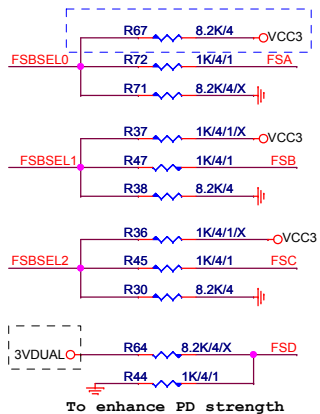 R67 8.2K/4 VCC3
FSBSEL0 R72 1K/4/1 FSA
R71 8.2K/4/X
R37 1K/4/1/X VCC3
FSBSEL1 R47 1K/4/1 FSB
R38 8.2K/4
R36 1K/4/1/X VCC3
FSBSEL2 R45 1K/4/1 FSC
R30 8.2K/4
3VDUAL R64 8.2K/4/X FSD
R44 1K/4/1
To enhance PD strength